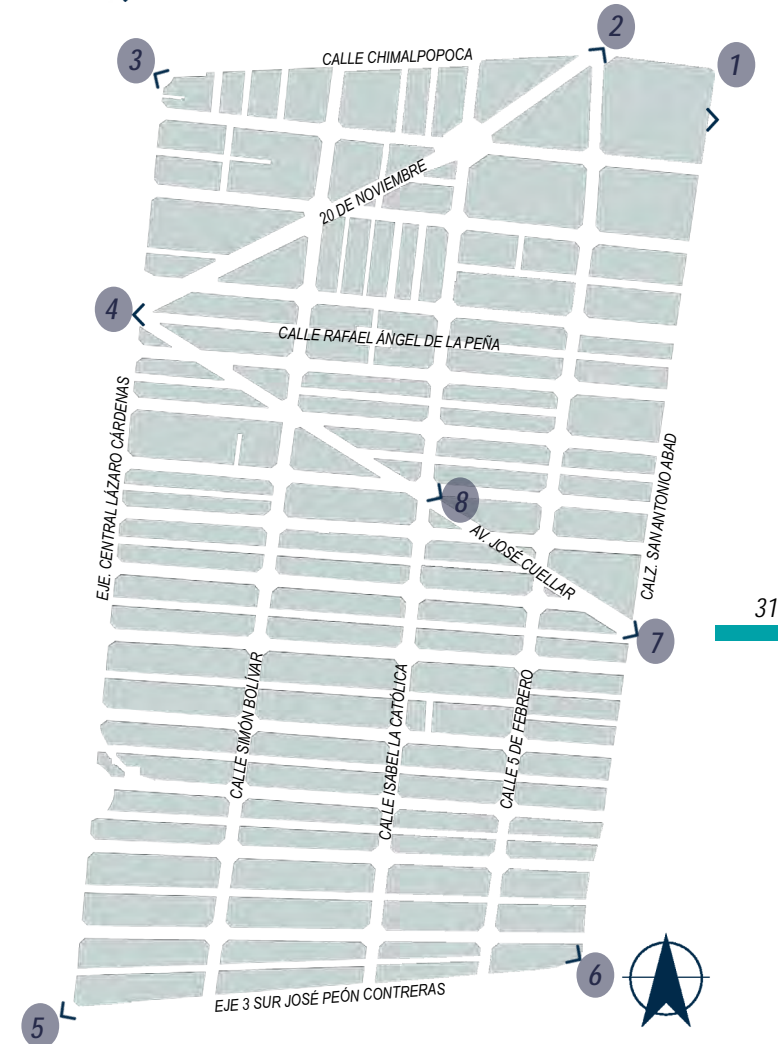 2
3
CALLE CHIMALPOPOCA
1
20 DE NOVIEMBRE
4
CALLE RAFAEL ÁNGEL DE LA PEÑA
EJE. CENTRAL LÁZARO CÁRDENAS
CALZ. SAN ANTONIO ABAD
8
AV. JOSÉ CUELLAR
31
7
CALLE SIMÓN BOLÍVAR
CALLE ISABEL LA CATÓLICA
CALLE 5 DE FEBRERO
6
EJE 3 SUR JOSÉ PEÓN CONTRERAS
5